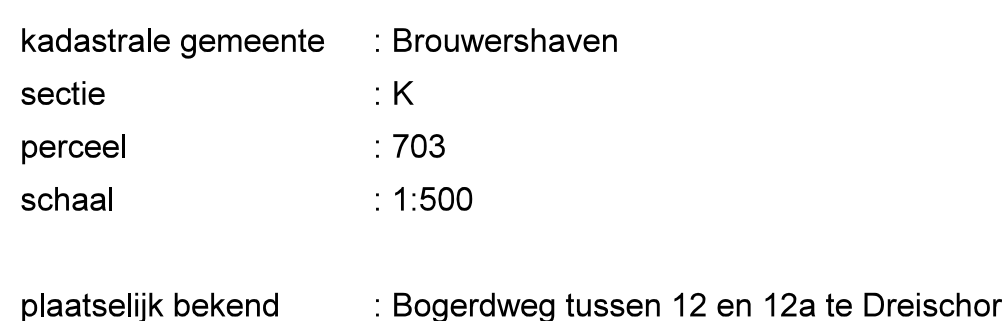 kadastrale gemeente : Brouwershaven
sectie : K
perceel : 703
schaal : 1:500
plaatselijk bekend : Bogerdweg tussen 12 en 12a te Dreischor